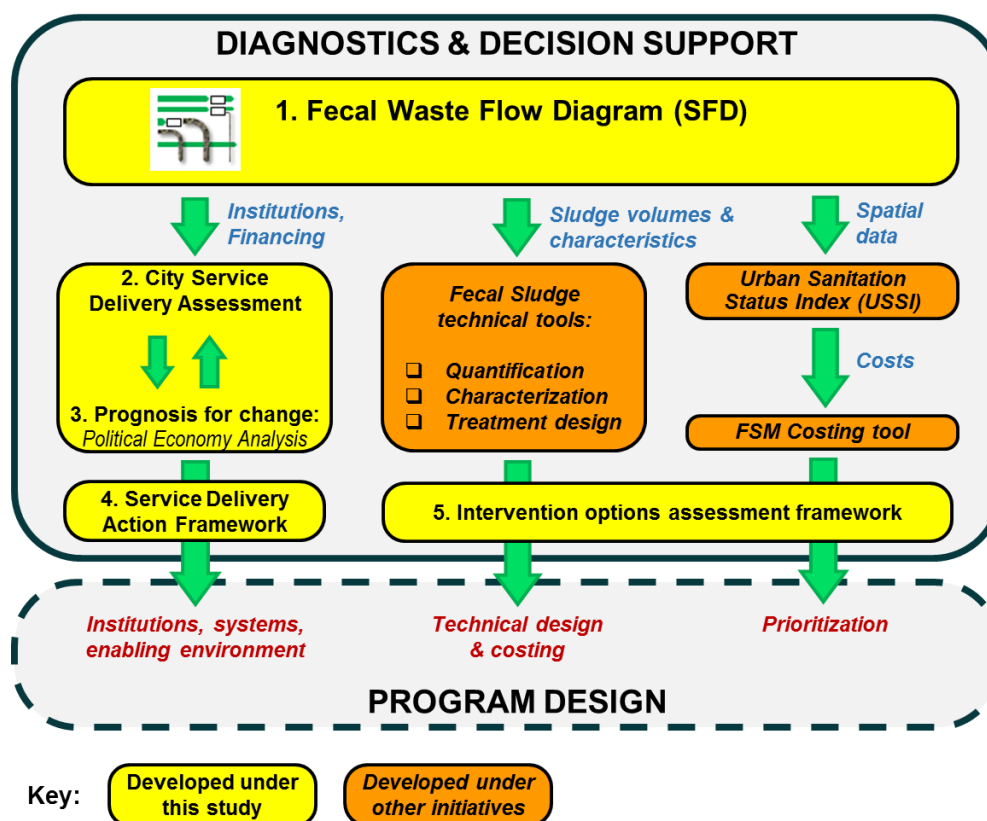 DIAGNOSTICS & DECISION SUPPORT
1. Fecal Waste Flow Diagram (SFD)
Institutions,
Financing
Sludge volumes &
characteristics
Spatial
data
2. City Service
Delivery Assessment
3. Prognosis for change:
Political Economy Analysis
Fecal Sludge
technical tools:
❑ Quantification
❑ Characterization
❑ Treatment design
Urban Sanitation
Status Index (USSI)
Costs
FSM Costing tool
4. Service Delivery
Action Framework
5. Intervention options assessment framework
Institutions, systems,
enabling environment
Technical design
& costing
Prioritization
PROGRAM DESIGN
Key:
Developed under
this study
Developed under
other initiatives